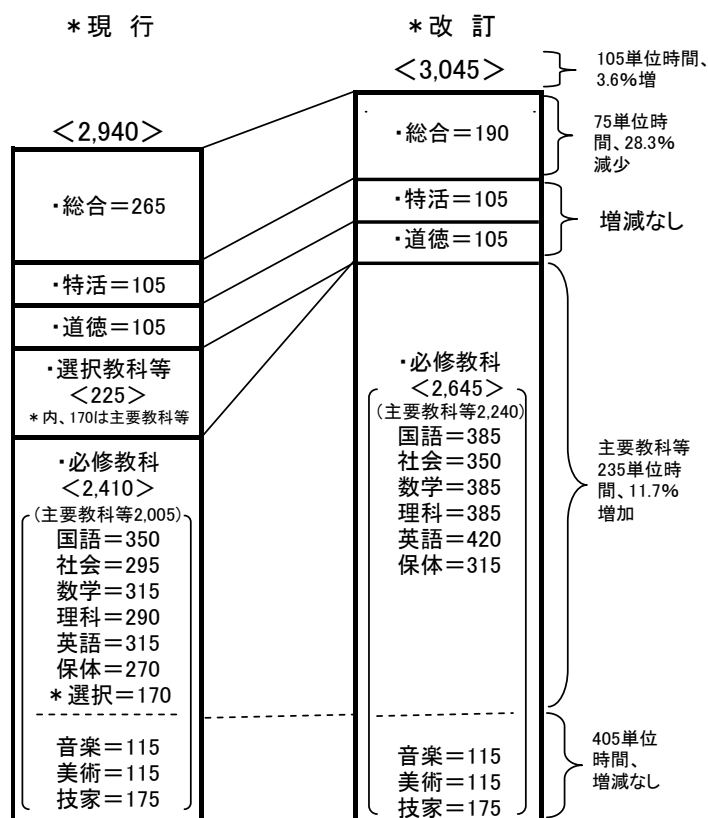 *現 行
<2,940>
・総合=265
・特活=105
・道徳=105
・選択教科等
<225>
*内、170は主要教科等
・必修教科
<2,410>
(主要教科等2,005)
国語=350
社会=295
数学=315
理科=290
英語=315
保体=270
*選択=170
音楽=115
美術=115
技家=175
*改 訂
<3,045>
・総合=190
・特活=105
・道徳=105
・必修教科
<2,645>
(主要教科等2,240)
国語=385
社会=350
数学=385
理科=385
英語=420
保体=315
音楽=115
美術=115
技家=175
105単位時間、
3.6%増
75単位時
間、28.3%
減少
増減なし
主要教科等
235単位時
間、11.7%
増加
405単位
時間、
増減なし